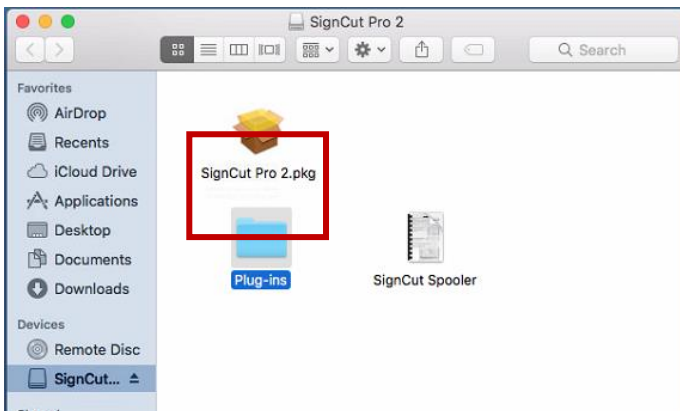 SignCut Pro 2
Search
Favorites
AirDrop
Recents
iCloud Drive
Applications
Desktop
Documents
Downloads
Devices
Remote Disc
SignCut...
SignCut Pro 2.pkg
Plug-ins
SignCut Spooler